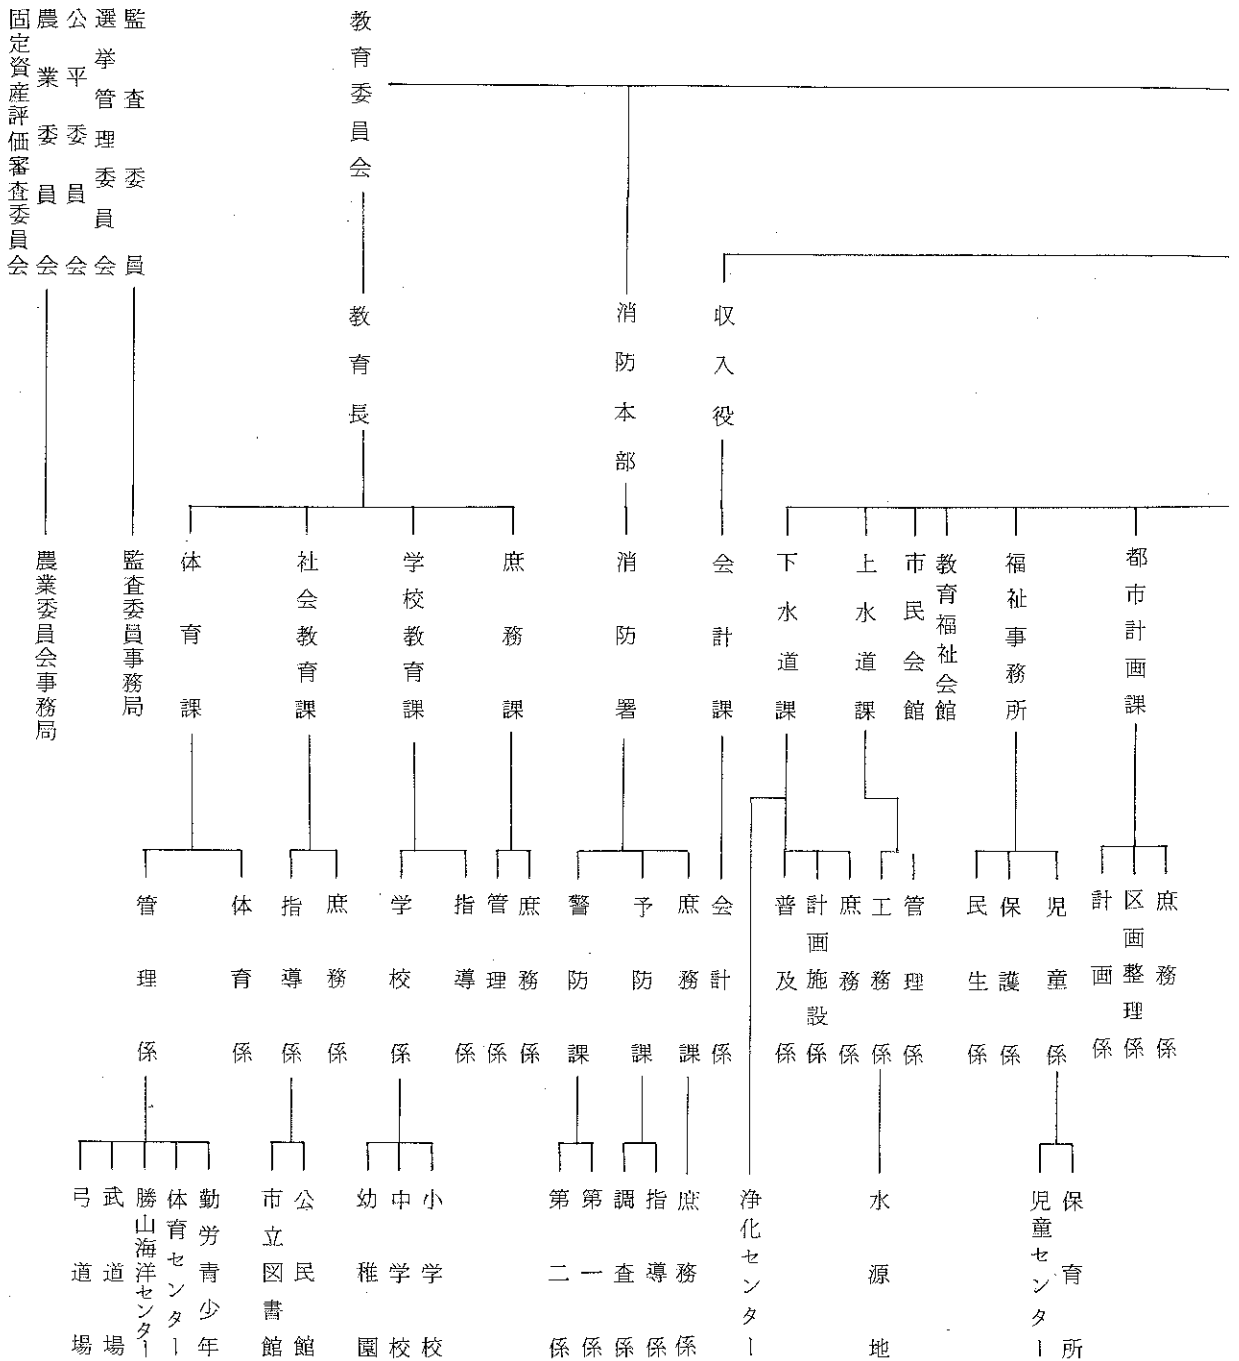 都市計画課
庶務係
区画整理係
計画係
福祉事務所
児童係
保育所
児童センター
保護係
民生係
教育福祉会館
市民会館
上水道課
管理係
工務係
水源地
下水道課
庶務係
計画施設係
普及係
浄化センター
収入役
会計課
会計係
消防本部
消防署
庶務課
庶務係
予防課
指導係
調査係
警防課
第一係
第二係
教育委員会
教育長
庶務課
庶務係
管理係
学校教育課
指導係
学校係
小学校
中学校
幼稚園
社会教育課
庶務係
指導係
公民館
市立図書館
体育課
体育係
管理係
勤労青少年
体育センター
勝山海洋センター
武道場
弓道場
監査委員
監査委員事務局
選挙管理委員会
公平委員会
農業委員会
農業委員会事務局
固定資産評価審査委員会